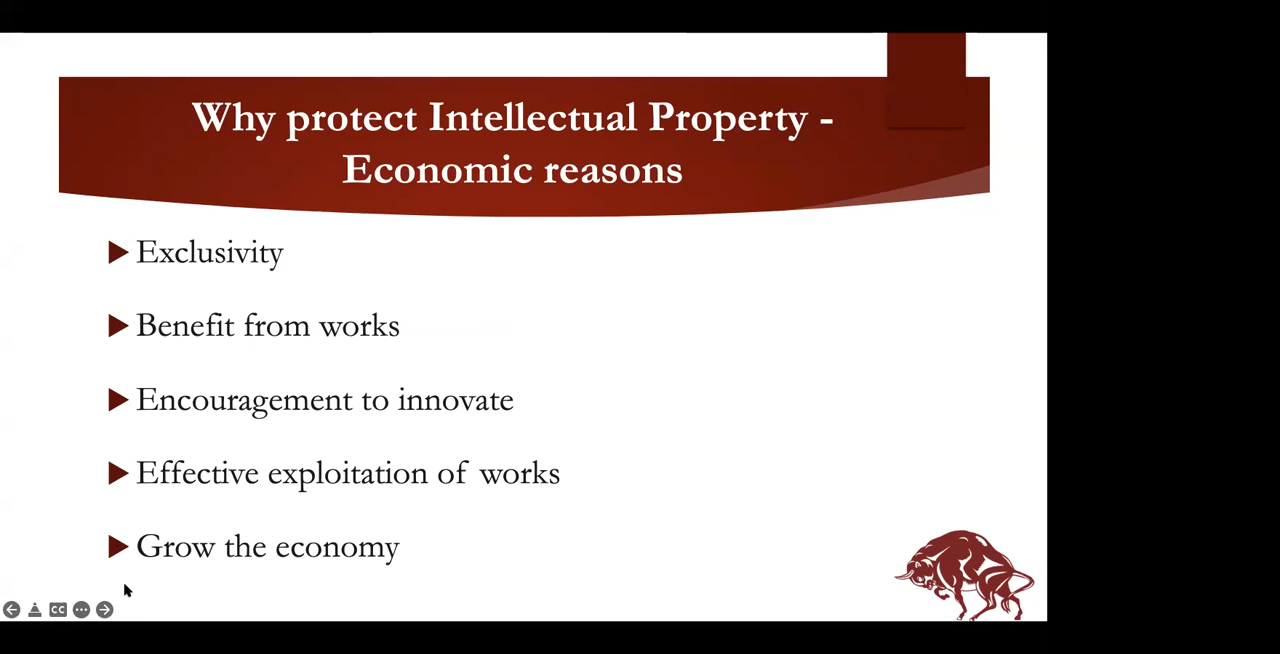 Why protect Intellectual Property -
Economic reasons
Exclusivity
Benefit from works
Encouragement to innovate
Effective exploitation of works
Grow the economy
CC